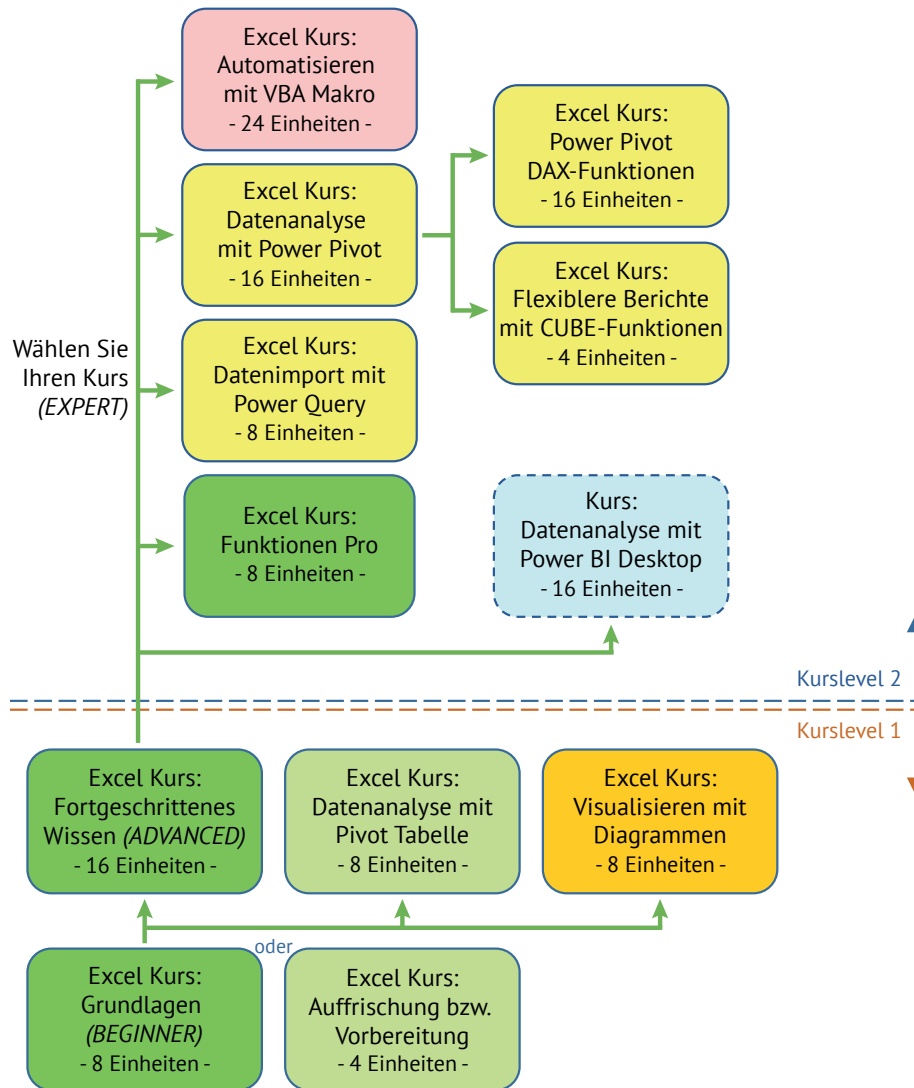 Excel Kurs:
Automatisieren
mit VBA Makro
- 24 Einheiten -
Excel Kurs:
Power Pivot
DAX-Funktionen
- 16 Einheiten -
Excel Kurs:
Datenanalyse
mit Power Pivot
- 16 Einheiten -
Excel Kurs:
Flexiblere Berichte
mit CUBE-Funktionen
- 4 Einheiten -
Wählen Sie
Ihren Kurs
(EXPERT)
Excel Kurs:
Datenimport mit
Power Query
- 8 Einheiten -
Excel Kurs:
Funktionen Pro
- 8 Einheiten -
Kurs:
Datenanalyse mit
Power BI Desktop
- 16 Einheiten -
Kurslevel 2
Kurslevel 1
Excel Kurs:
Fortgeschrittenes
Wissen (ADVANCED)
- 16 Einheiten -
Excel Kurs:
Datenanalyse mit
Pivot Tabelle
- 8 Einheiten -
Excel Kurs:
Visualisieren mit
Diagrammen
- 8 Einheiten -
oder
Excel Kurs:
Grundlagen
(BEGINNER)
- 8 Einheiten -
Excel Kurs:
Auffrischung bzw.
Vorbereitung
- 4 Einheiten -